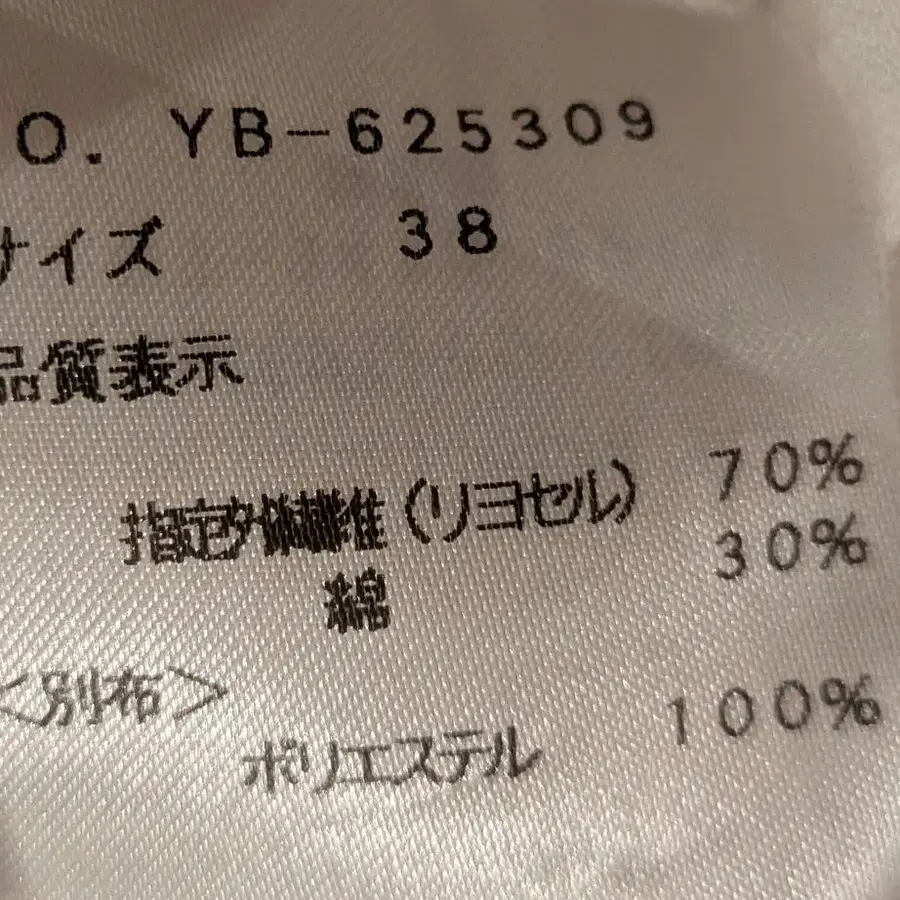 O. YB-625309
サイズ 38
品質表示
指定外繊維(リヨセル) 70%
綿 30%
<別布>
ポリエステル 100%